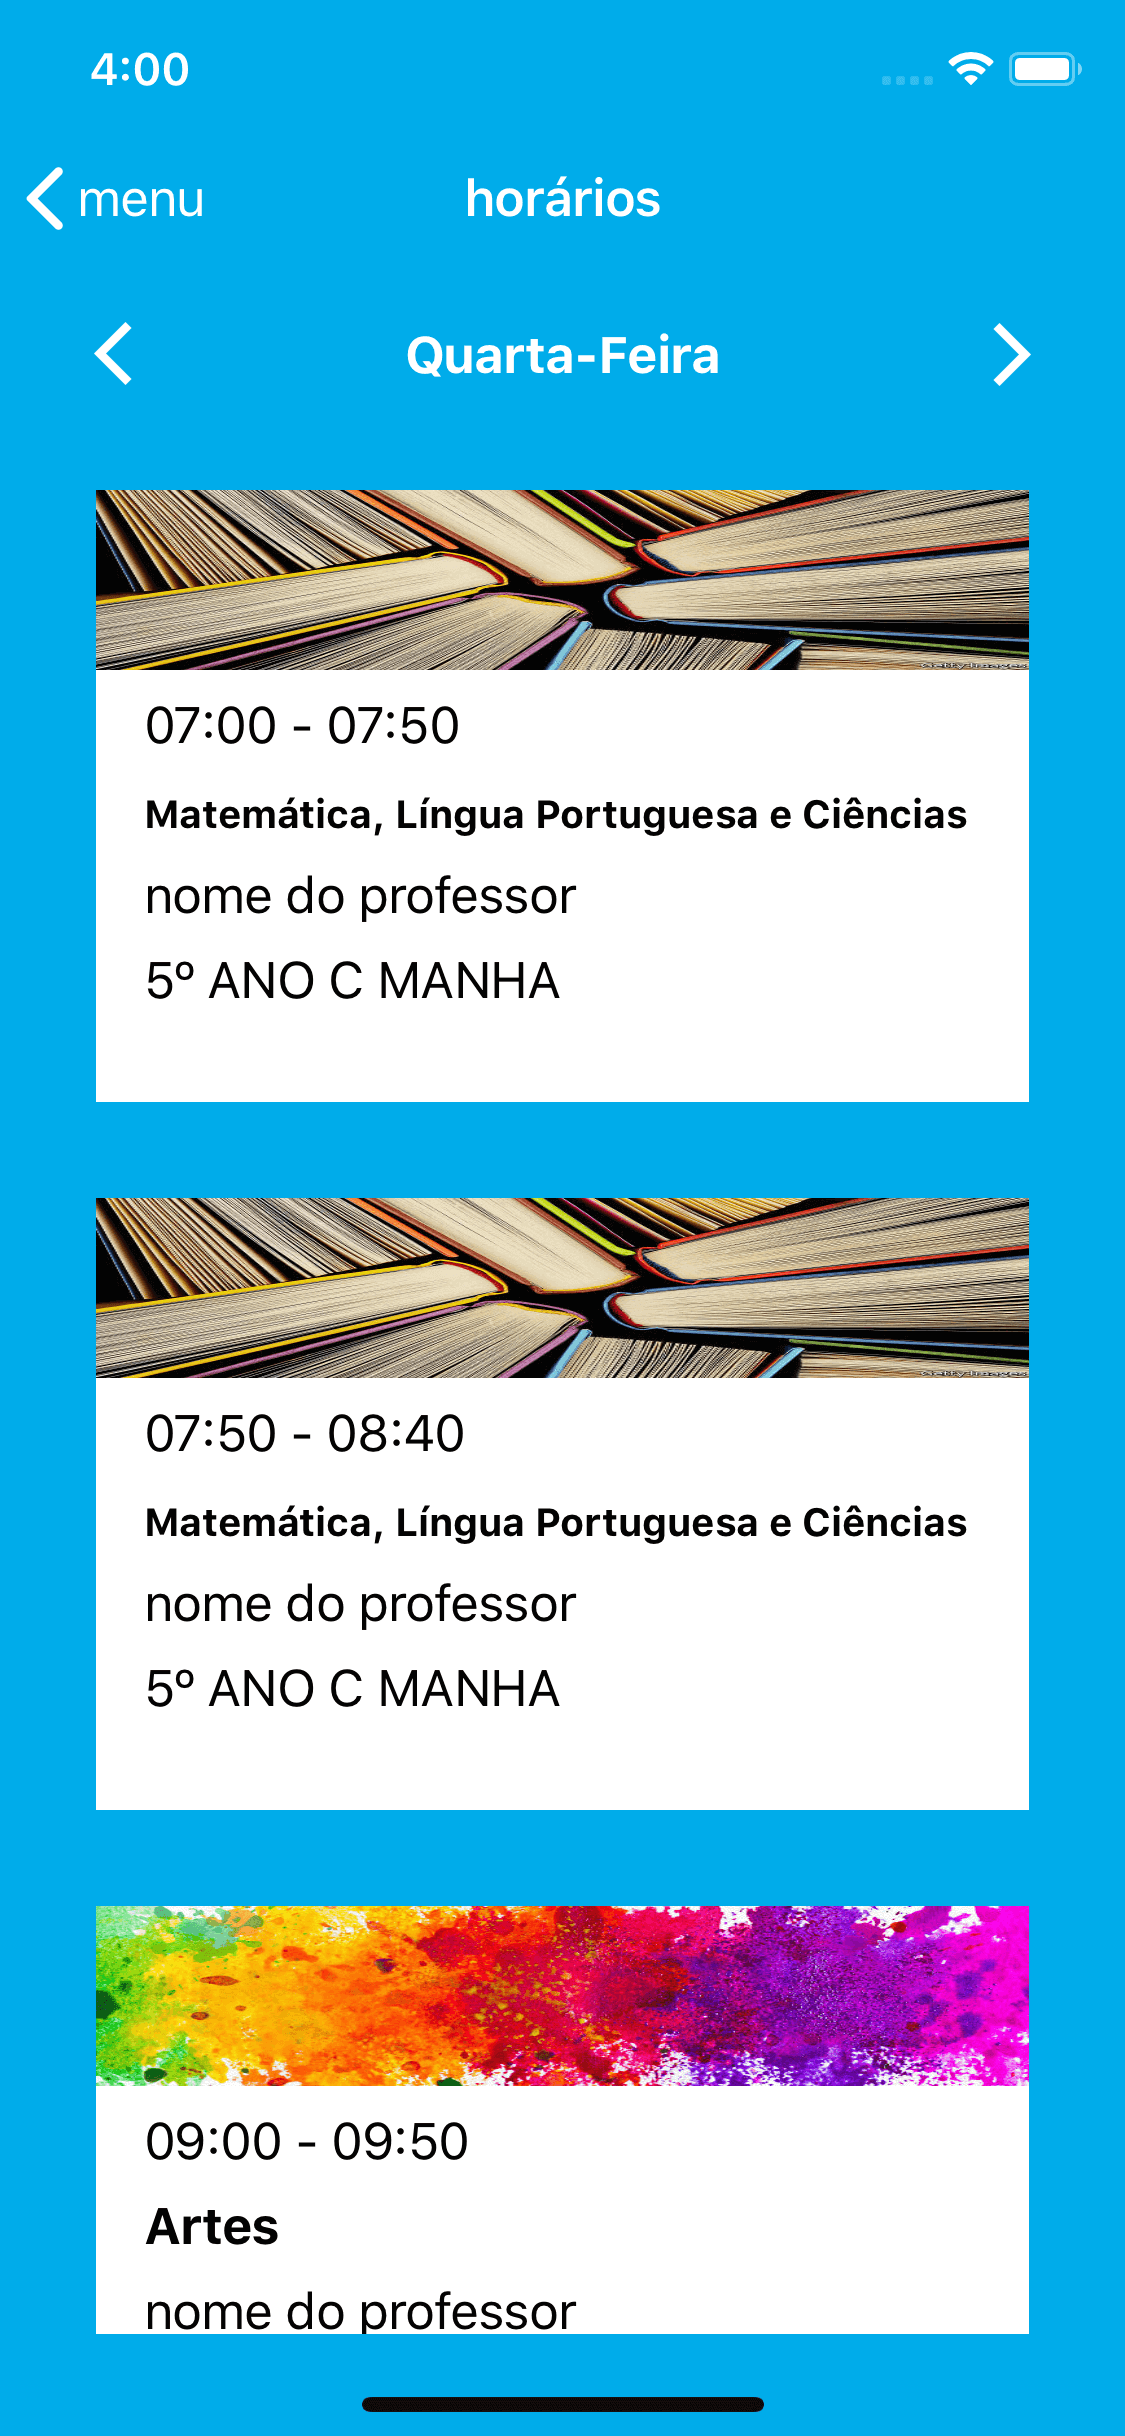 4:00
menu
horários
Quarta-Feira
07:00 - 07:50
Matemática, Língua Portuguesa e Ciências
nome do professor
5º ANO C MANHA
07:50 - 08:40
Matemática, Língua Portuguesa e Ciências
nome do professor
5º ANO C MANHA
09:00 - 09:50
Artes
nome do professor